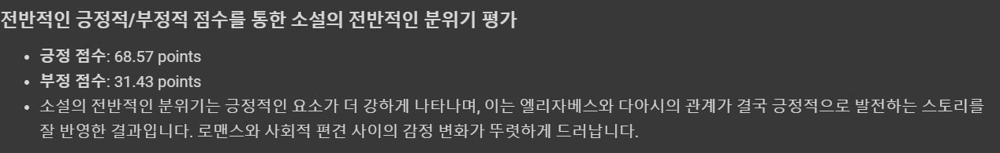 전반적인 긍정적/부정적 점수를 통한 소설의 전반적인 분위기 평가
• 긍정 점수: 68.57 points
• 부정 점수: 31.43 points
• 소설의 전반적인 분위기는 긍정적인 요소가 더 강하게 나타나며, 이는 엘리자베스와 다아시의 관계가 결국 긍정적으로 발전하는 스토리를
잘 반영한 결과입니다. 로맨스와 사회적 편견 사이의 감정 변화가 뚜렷하게 드러납니다.